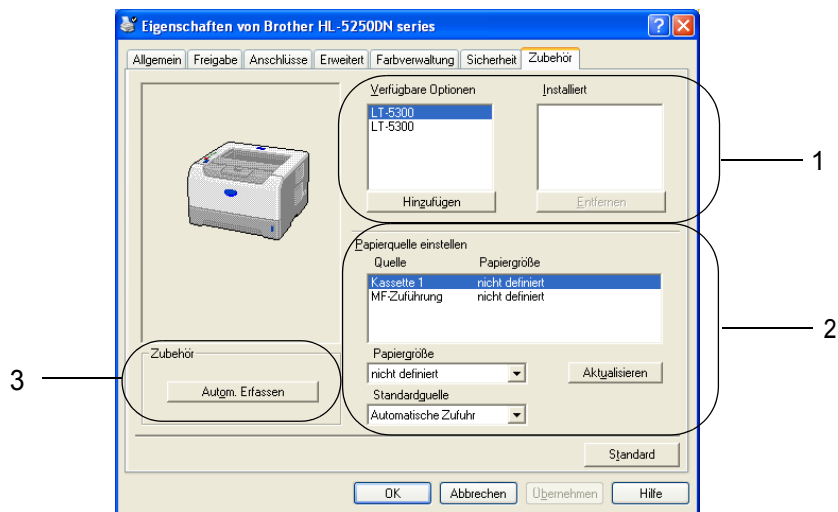 Eigenschaften von Brother HL-5250DN series
Allgemein Freigabe Anschlüsse Erweitert Farbverwaltung Sicherheit Zubehör
Verfügbare Optionen Installiert
LT-5300
LT-5300
Hinzufügen Entfernen
1
Papierquelle einstellen
Quelle Papiergröße
Kassette 1 nicht definiert
MF-Zuführung nicht definiert
2
Papiergröße
nicht definiert Aktualisieren
Standardquelle
Automatische Zufuhr
Zubehör
3
Autom. Erfassen
Standard
OK Abbrechen Übernehmen Hilfe